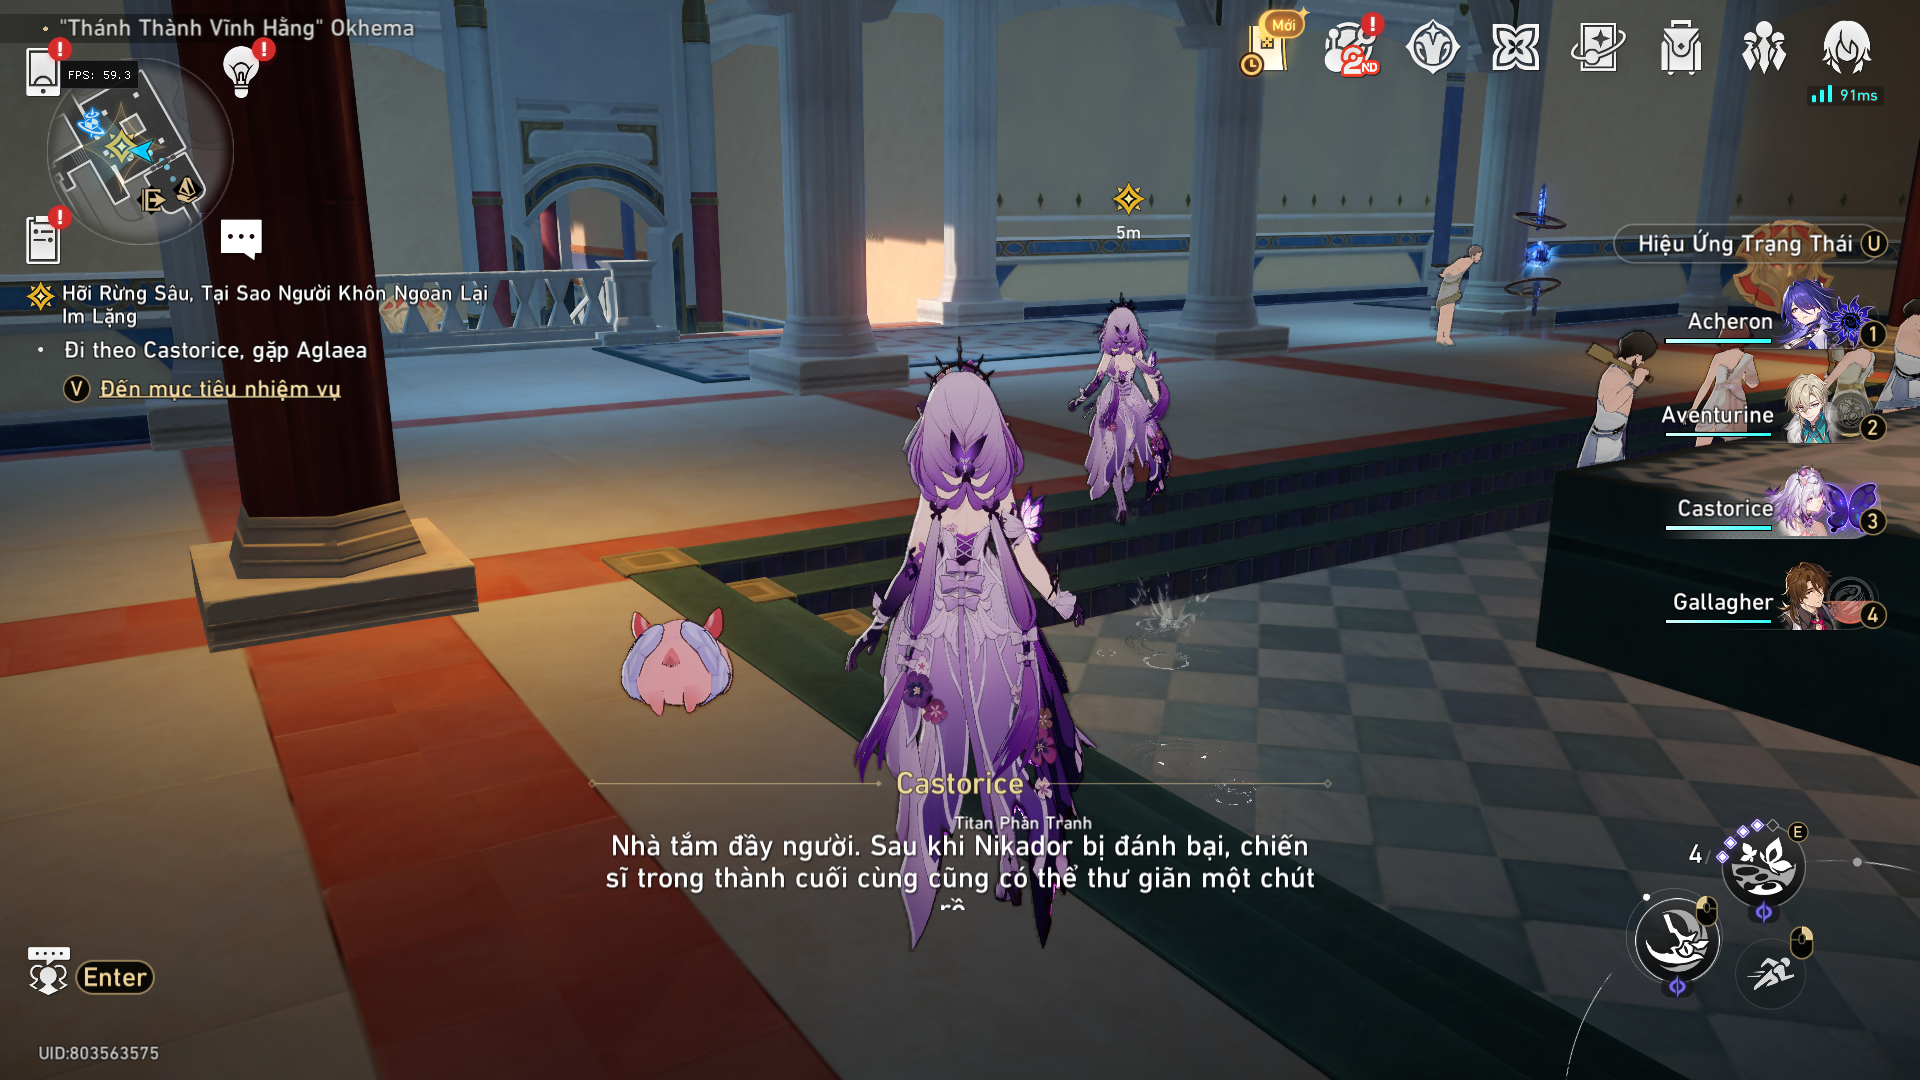 "Thánh Thành Vĩnh Hằng" Okhema
FPS: 59.3
Mới
2ND
91ms
5m
Hỡi Rừng Sâu, Tại Sao Người Khôn Ngoan Lại
Im Lặng
Đi theo Castorice, gặp Aglaea
V Đến mục tiêu nhiệm vụ
Hiệu Ứng Trạng Thái U
Acheron 1
Aventurine 2
Castorice 3
Gallagher 4
Castorice
Titan Phân Tranh
Nhà tắm đầy người. Sau khi Nikador bị đánh bại, chiến
sĩ trong thành cuối cùng cũng có thể thư giãn một chút
rồ
E
4/
Enter
UID:803563575